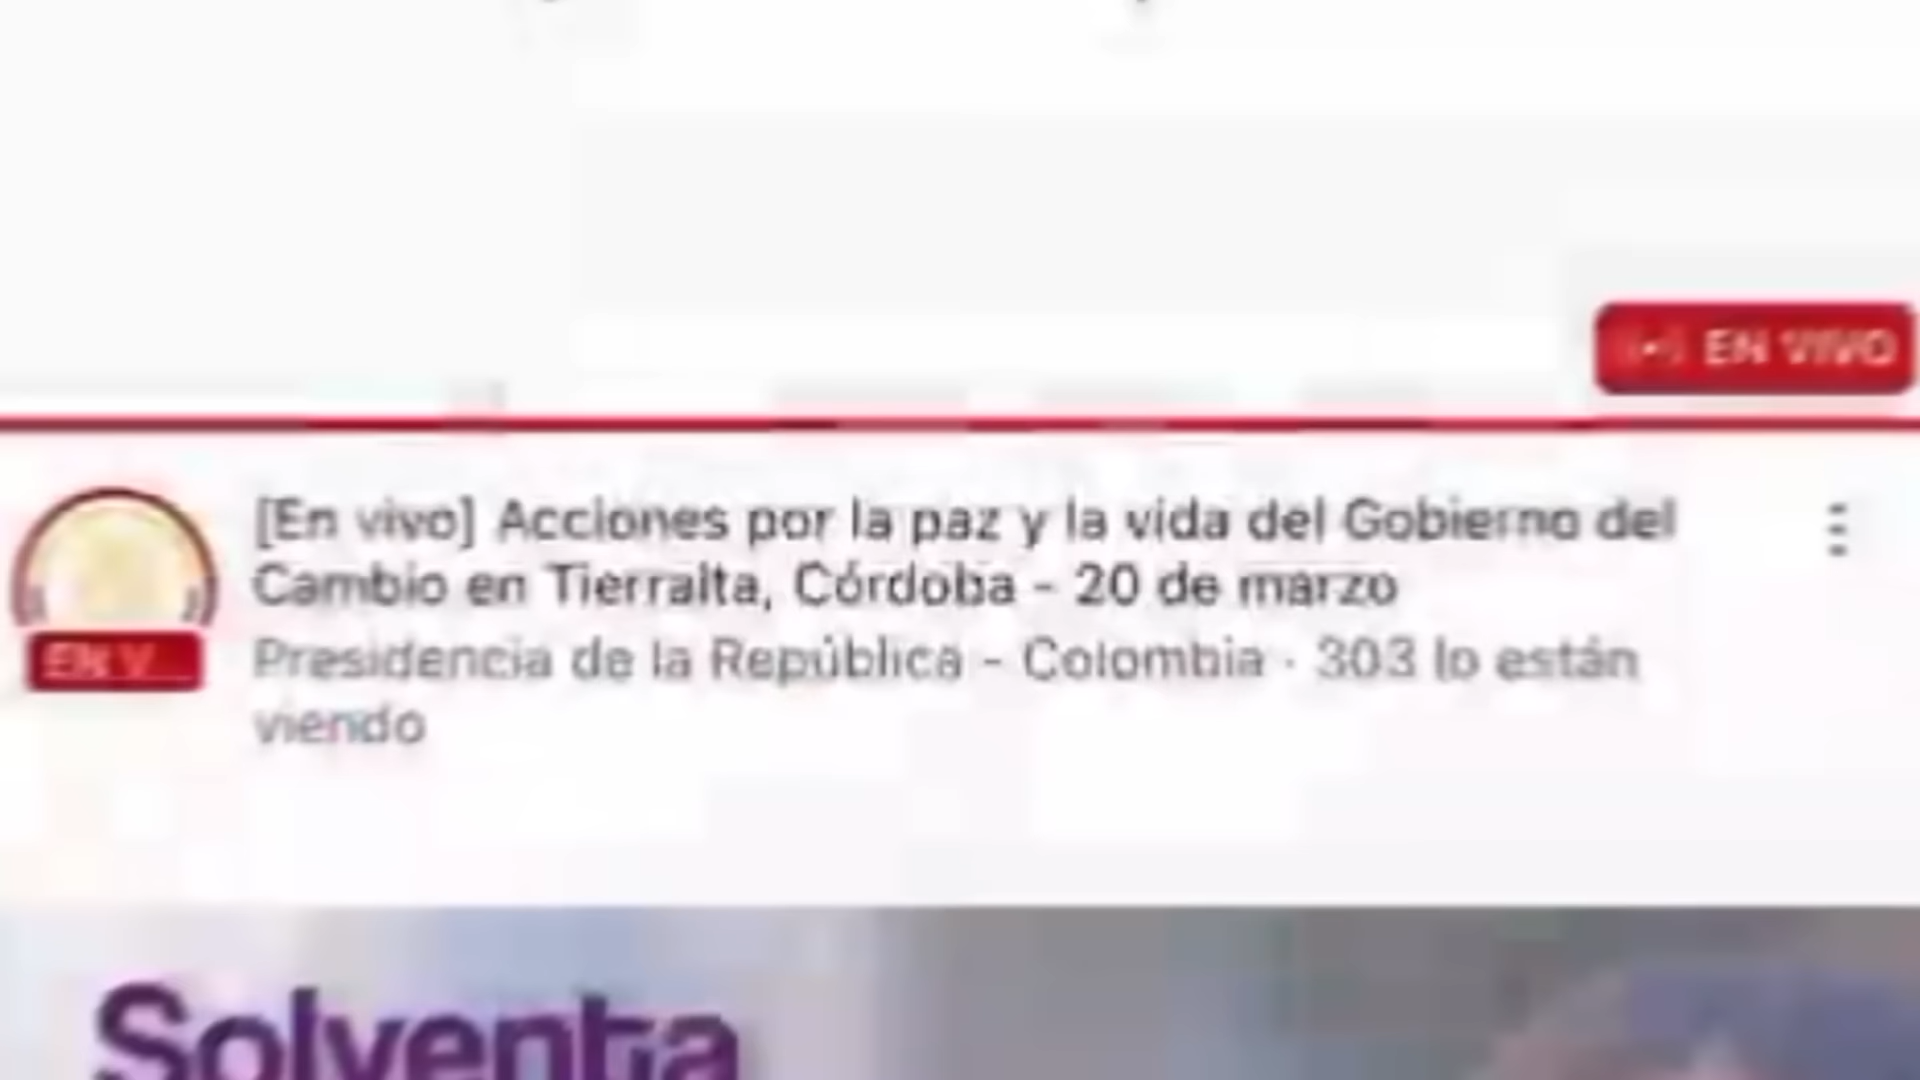 EN VIVO
[En vivo] Acciones por la paz y la vida del Gobierno del
Cambio en Tierralta, Córdoba - 20 de marzo
EN V...
Presidencia de la República - Colombia · 303 lo están
viendo
Solventa